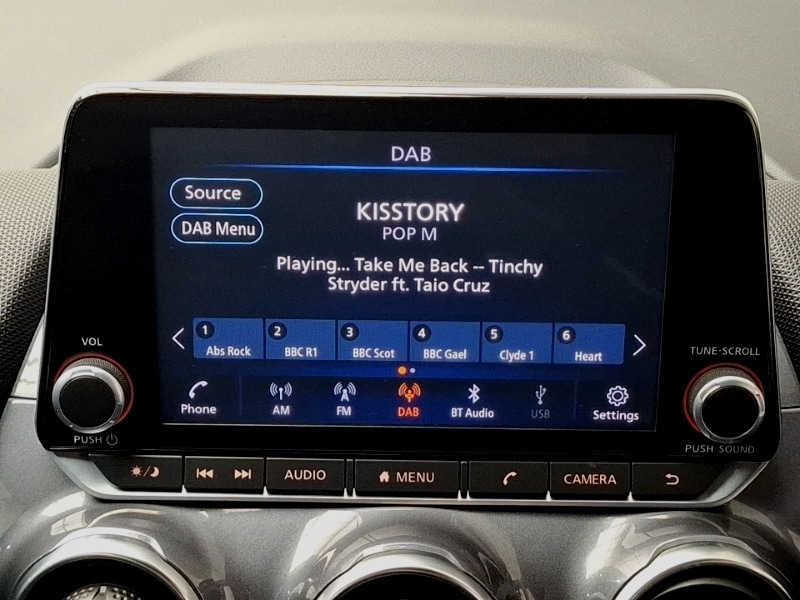 DAB
Source
DAB Menu
KISSTORY
POP M
Playing... Take Me Back -- Tinchy
Stryder ft. Taio Cruz
1 Abs Rock
2 BBC R1
3 BBC Scot
4 BBC Gael
5 Clyde 1
6 Heart
Phone
AM
FM
DAB
BT Audio
USB
Settings
VOL
PUSH
TUNE·SCROLL
PUSH SOUND
AUDIO
MENU
CAMERA